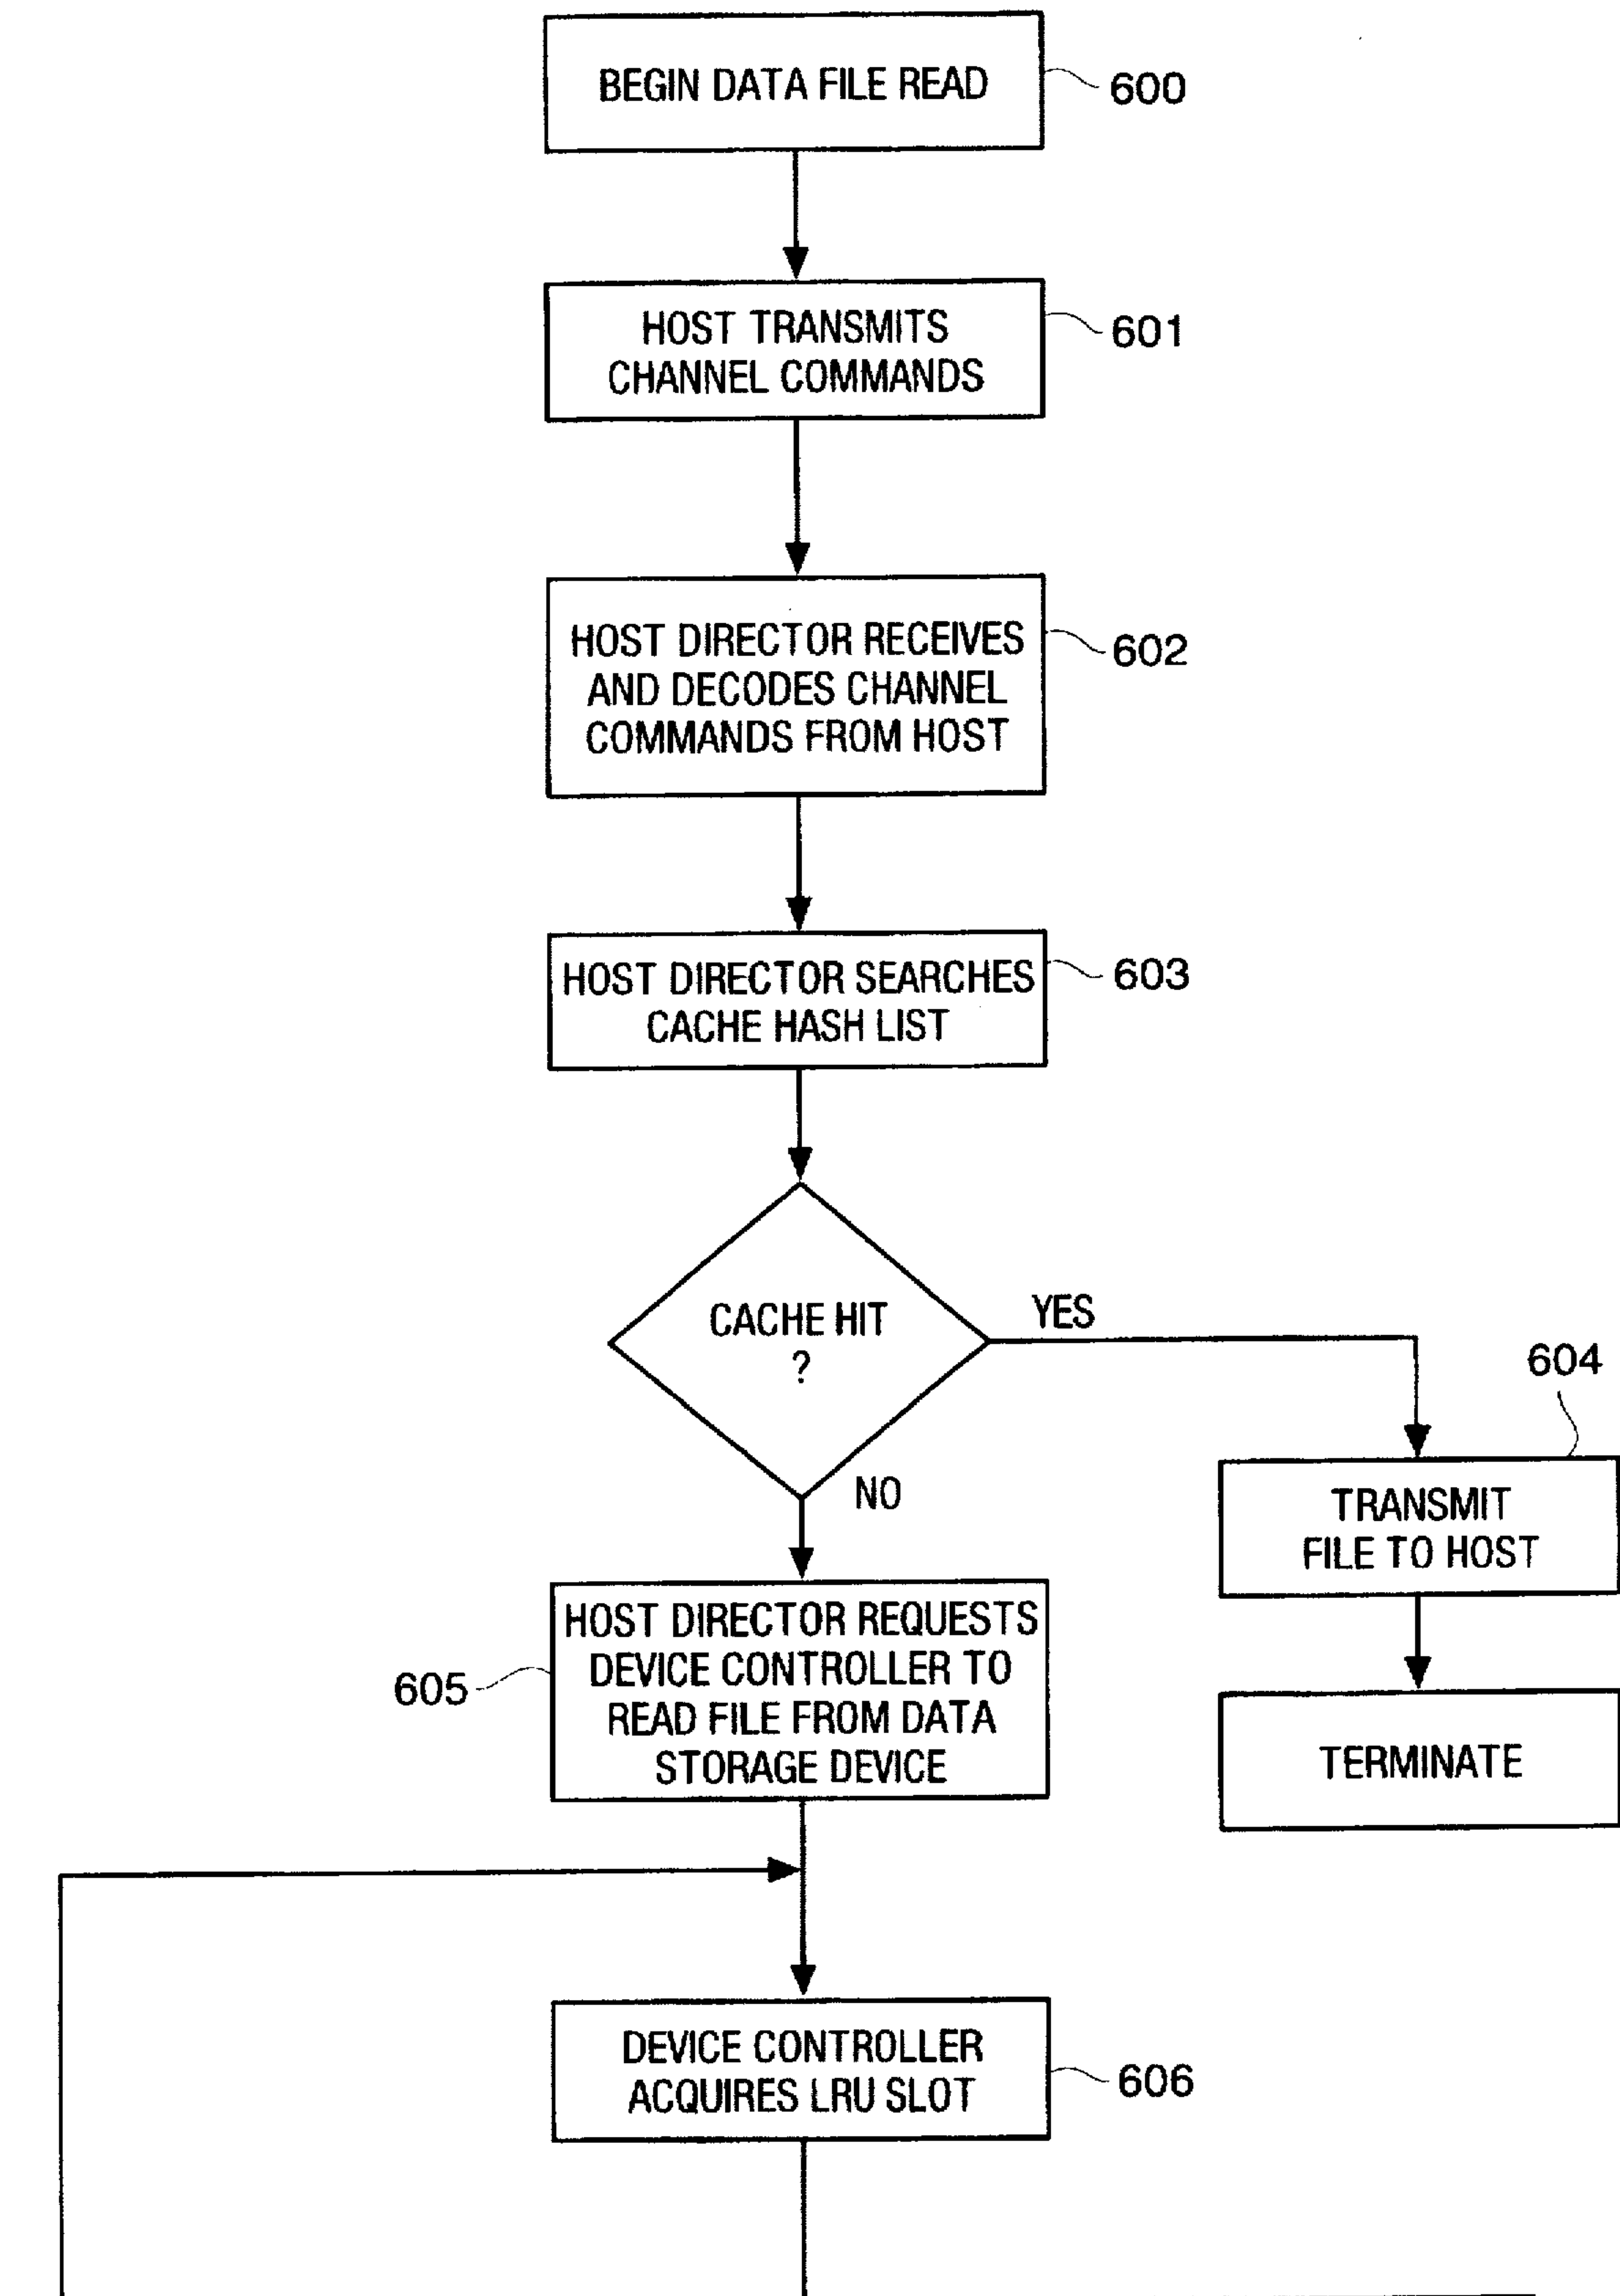 BEGIN DATA FILE READ
600
HOST TRANSMITS
CHANNEL COMMANDS
601
HOST DIRECTOR RECEIVES
AND DECODES CHANNEL
COMMANDS FROM HOST
602
HOST DIRECTOR SEARCHES
CACHE HASH LIST
603
CACHE HIT
?
YES
NO
604
TRANSMIT
FILE TO HOST
TERMINATE
HOST DIRECTOR REQUESTS
DEVICE CONTROLLER TO
READ FILE FROM DATA
STORAGE DEVICE
605
DEVICE CONTROLLER
ACQUIRES LRU SLOT
606